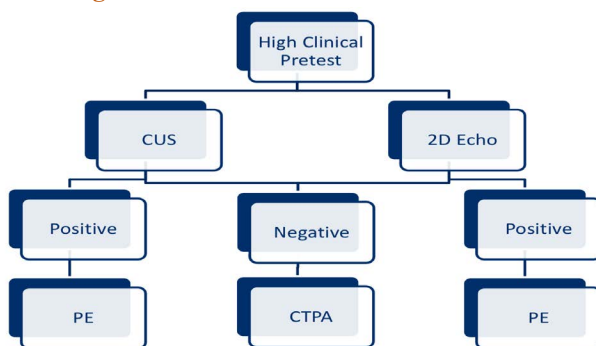 High Clinical
Pretest
CUS
2D Echo
Positive
Negative
Positive
PE
CTPA
PE